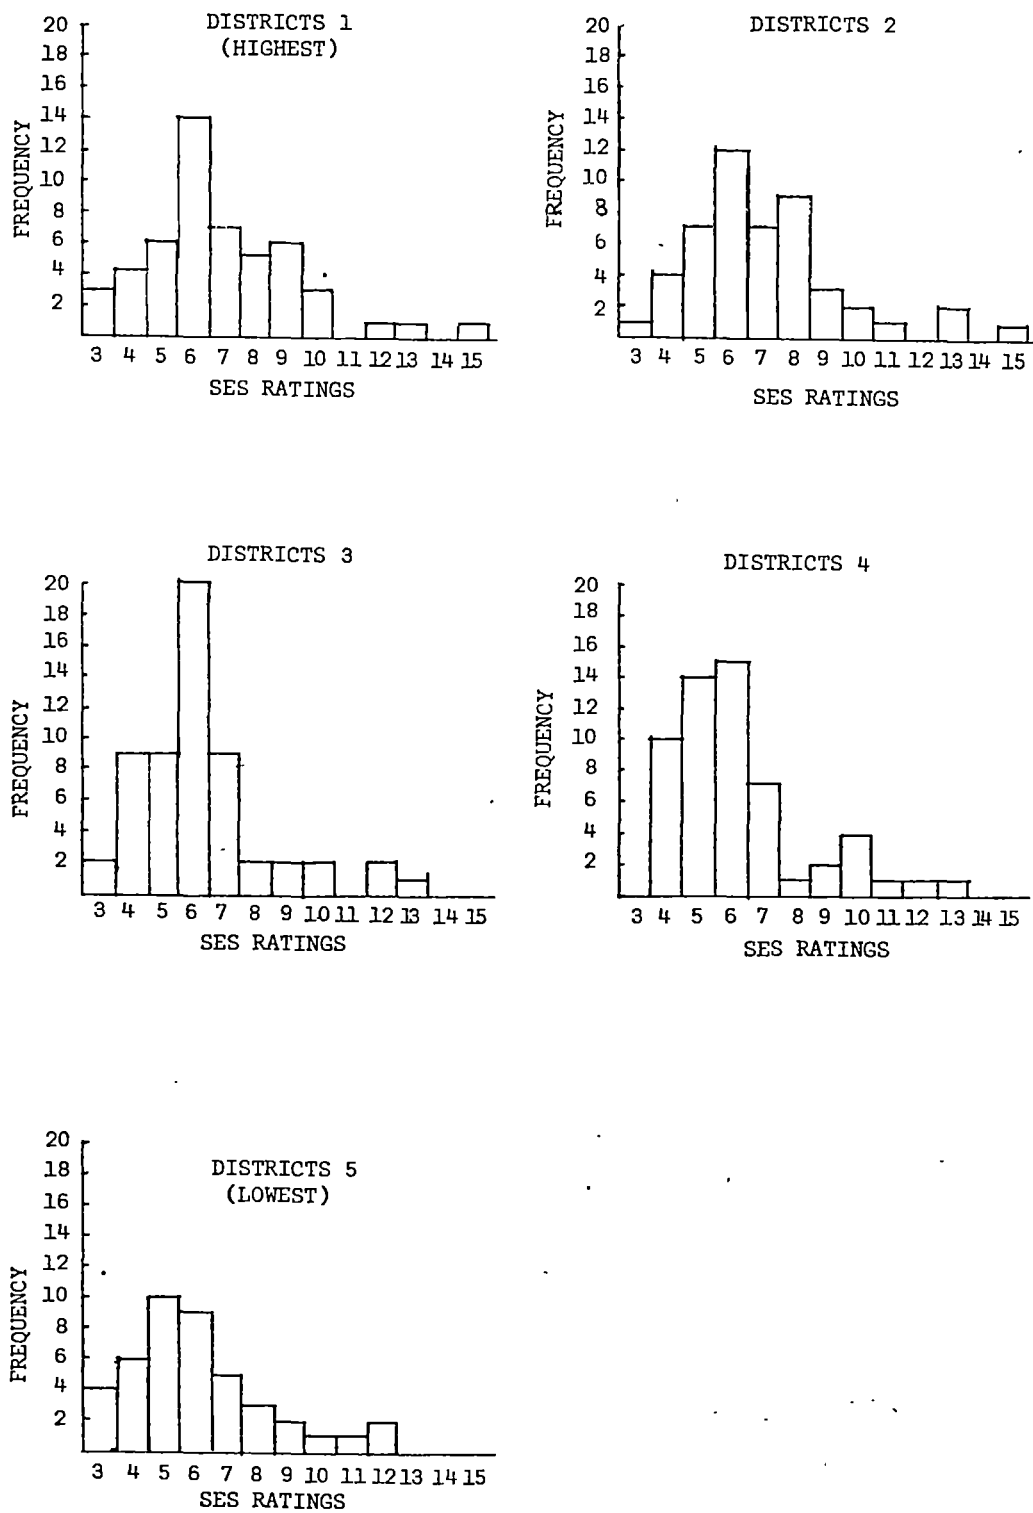 DISTRICTS 1
(HIGHEST)
FREQUENCY
20
18
16
14
12
10
8
6
4
2
3 4 5 6 7 8 9 10 11 12 13 14 15
SES RATINGS
DISTRICTS 2
FREQUENCY
20
18
16
14
12
10
8
6
4
2
3 4 5 6 7 8 9 10 11 12 13 14 15
SES RATINGS
DISTRICTS 3
FREQUENCY
20
18
16
14
12
10
8
6
4
2
3 4 5 6 7 8 9 10 11 12 13 14 15
SES RATINGS
DISTRICTS 4
FREQUENCY
20
18
16
14
12
10
8
6
4
2
3 4 5 6 7 8 9 10 11 12 13 14 15
SES RATINGS
DISTRICTS 5
(LOWEST)
FREQUENCY
20
18
16
14
12
10
8
6
4
2
3 4 5 6 7 8 9 10 11 12 13 14 15
SES RATINGS